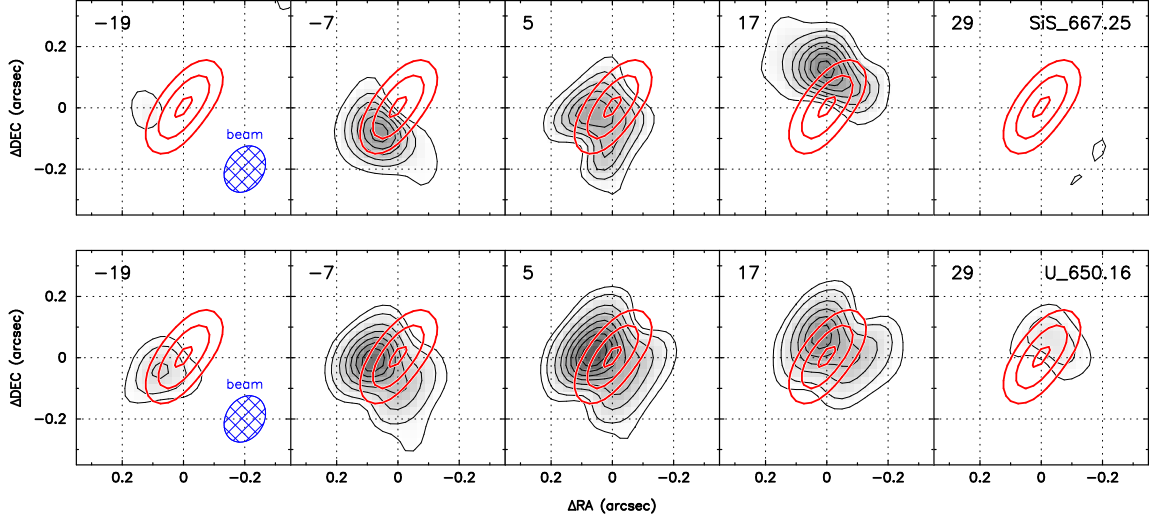 −19 −7 5 17 29 SiS_667.25
0.2
0
−0.2
ΔDEC (arcsec)
beam
−19 −7 5 17 29 U_650.16
0.2
0
−0.2
ΔDEC (arcsec)
beam
0.2 0 −0.2 0.2 0 −0.2 0.2 0 −0.2 0.2 0 −0.2 0.2 0 −0.2
ΔRA (arcsec)